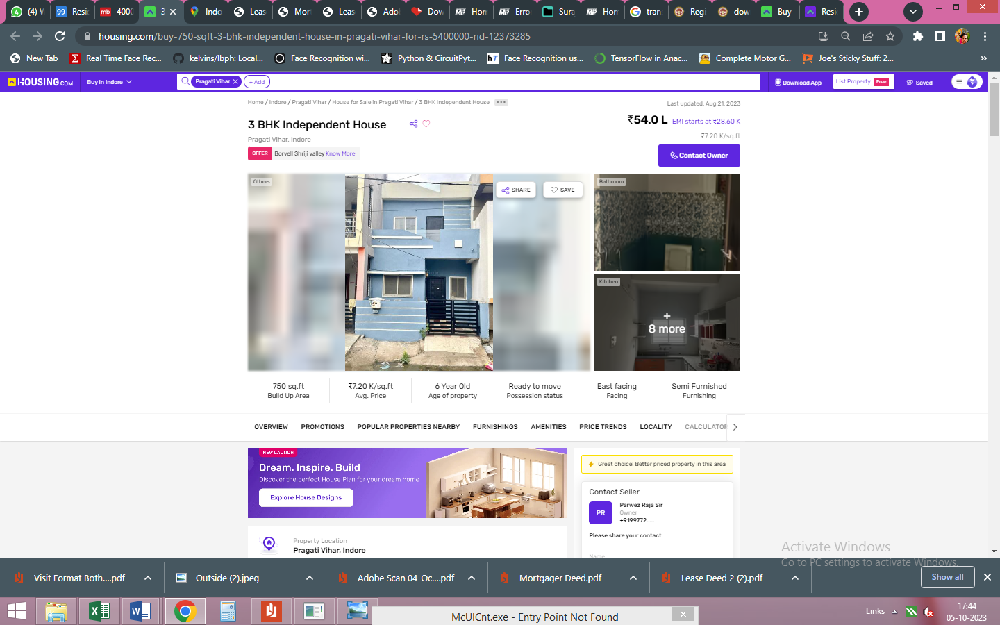 (4) W
99 Resid
mb 4000
3
Indo
Leas
Mor
Leas
Adol
Dow
MP Hom
MP Erro
Sura
MP Hom
tran
Regi
dow
Buy
Resi
housing.com/buy-750-sqft-3-bhk-independent-house-in-pragati-vihar-for-rs-5400000-rid-12373285
New Tab
Real Time Face Rec...
kelvins/lbph: Local...
Face Recognition wi...
Python & CircuitPyt...
hT Face Recognition us...
TensorFlow in Anac...
Complete Motor G...
Joe's Sticky Stuff: 2...
»
HOUSING.COM
Buy in Indore
Pragati Vihar
+ Add
Download App
List Property Free
Saved
Home / Indore / Pragati Vihar / House for Sale in Pragati Vihar / 3 BHK Independent House
Last updated: Aug 21, 2023
3 BHK Independent House
₹54.0 L EMI starts at ₹28.60 K
Pragati Vihar, Indore
₹7.20 K/sq.ft
OFFER Borvell Shriji valley Know More
Contact Owner
Others
SHARE
SAVE
Bathroom
Kitchen
+
8 more
750 sq.ft
Build Up Area
₹7.20 K/sq.ft
Avg. Price
6 Year Old
Age of property
Ready to move
Possession status
East facing
Facing
Semi Furnished
Furnishing
OVERVIEW
PROMOTIONS
POPULAR PROPERTIES NEARBY
FURNISHINGS
AMENITIES
PRICE TRENDS
LOCALITY
CALCULATOR
NEW LAUNCH
Dream. Inspire. Build
Discover the perfect House Plan for your dream home
Explore House Designs
Great choice! Better priced property in this area
Contact Seller
PR
Parwez Raja Sir
Owner
+9199772.....
Please share your contact
Name
Property Location
Pragati Vihar, Indore
Activate Windows
Go to PC settings to activate Windows.
Visit Format Both....pdf
Outside (2).jpeg
Adobe Scan 04-Oc....pdf
Mortgager Deed.pdf
Lease Deed 2 (2).pdf
Show all
McUICnt.exe - Entry Point Not Found
Links
17:44
05-10-2023